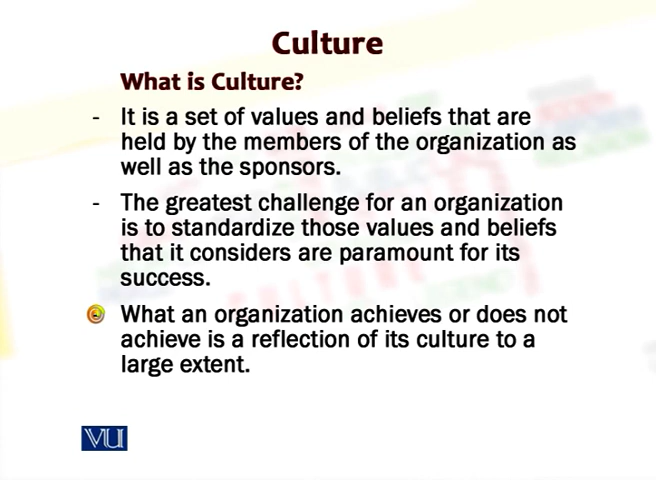 Culture
What is Culture?
- It is a set of values and beliefs that are
held by the members of the organization as
well as the sponsors.
- The greatest challenge for an organization
is to standardize those values and beliefs
that it considers are paramount for its
success.
What an organization achieves or does not
achieve is a reflection of its culture to a
large extent.
VU